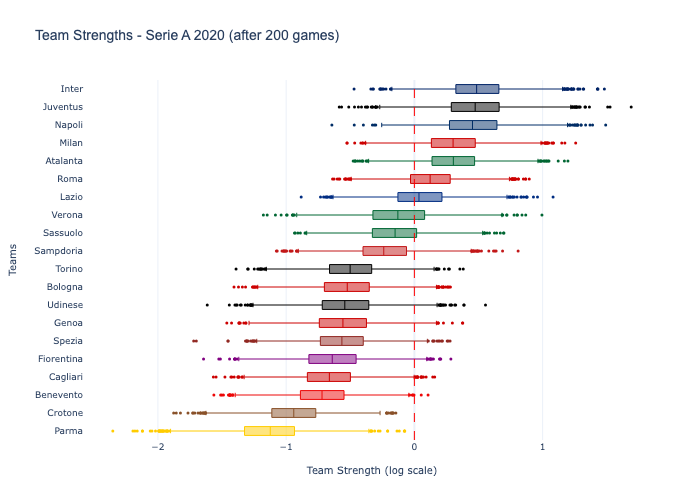 Team Strengths - Serie A 2020 (after 200 games)
Teams
Inter
Juventus
Napoli
Milan
Atalanta
Roma
Lazio
Verona
Sassuolo
Sampdoria
Torino
Bologna
Udinese
Genoa
Spezia
Fiorentina
Cagliari
Benevento
Crotone
Parma
−2 −1 0 1
Team Strength (log scale)